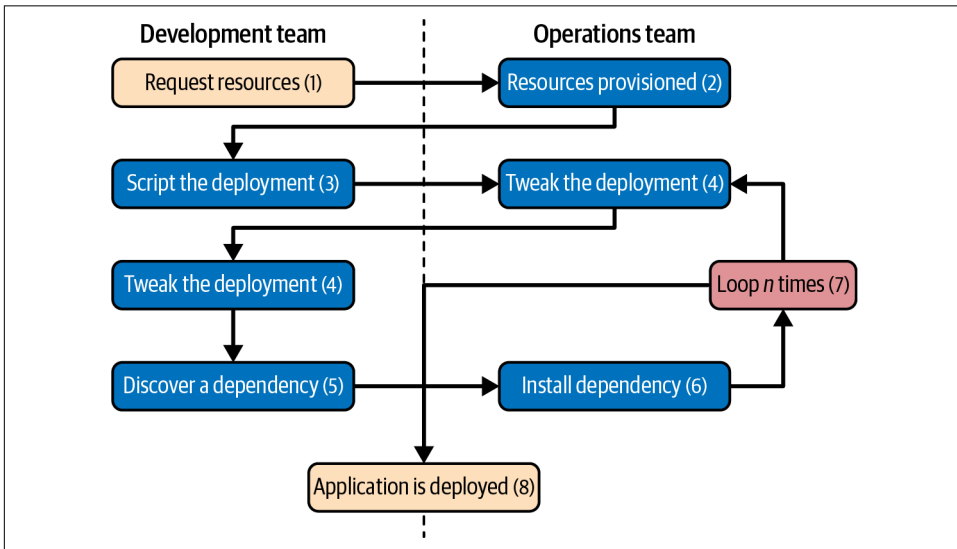 Development team
Operations team
Request resources (1)
Resources provisioned (2)
Script the deployment (3)
Tweak the deployment (4)
Tweak the deployment (4)
Loop n times (7)
Discover a dependency (5)
Install dependency (6)
Application is deployed (8)